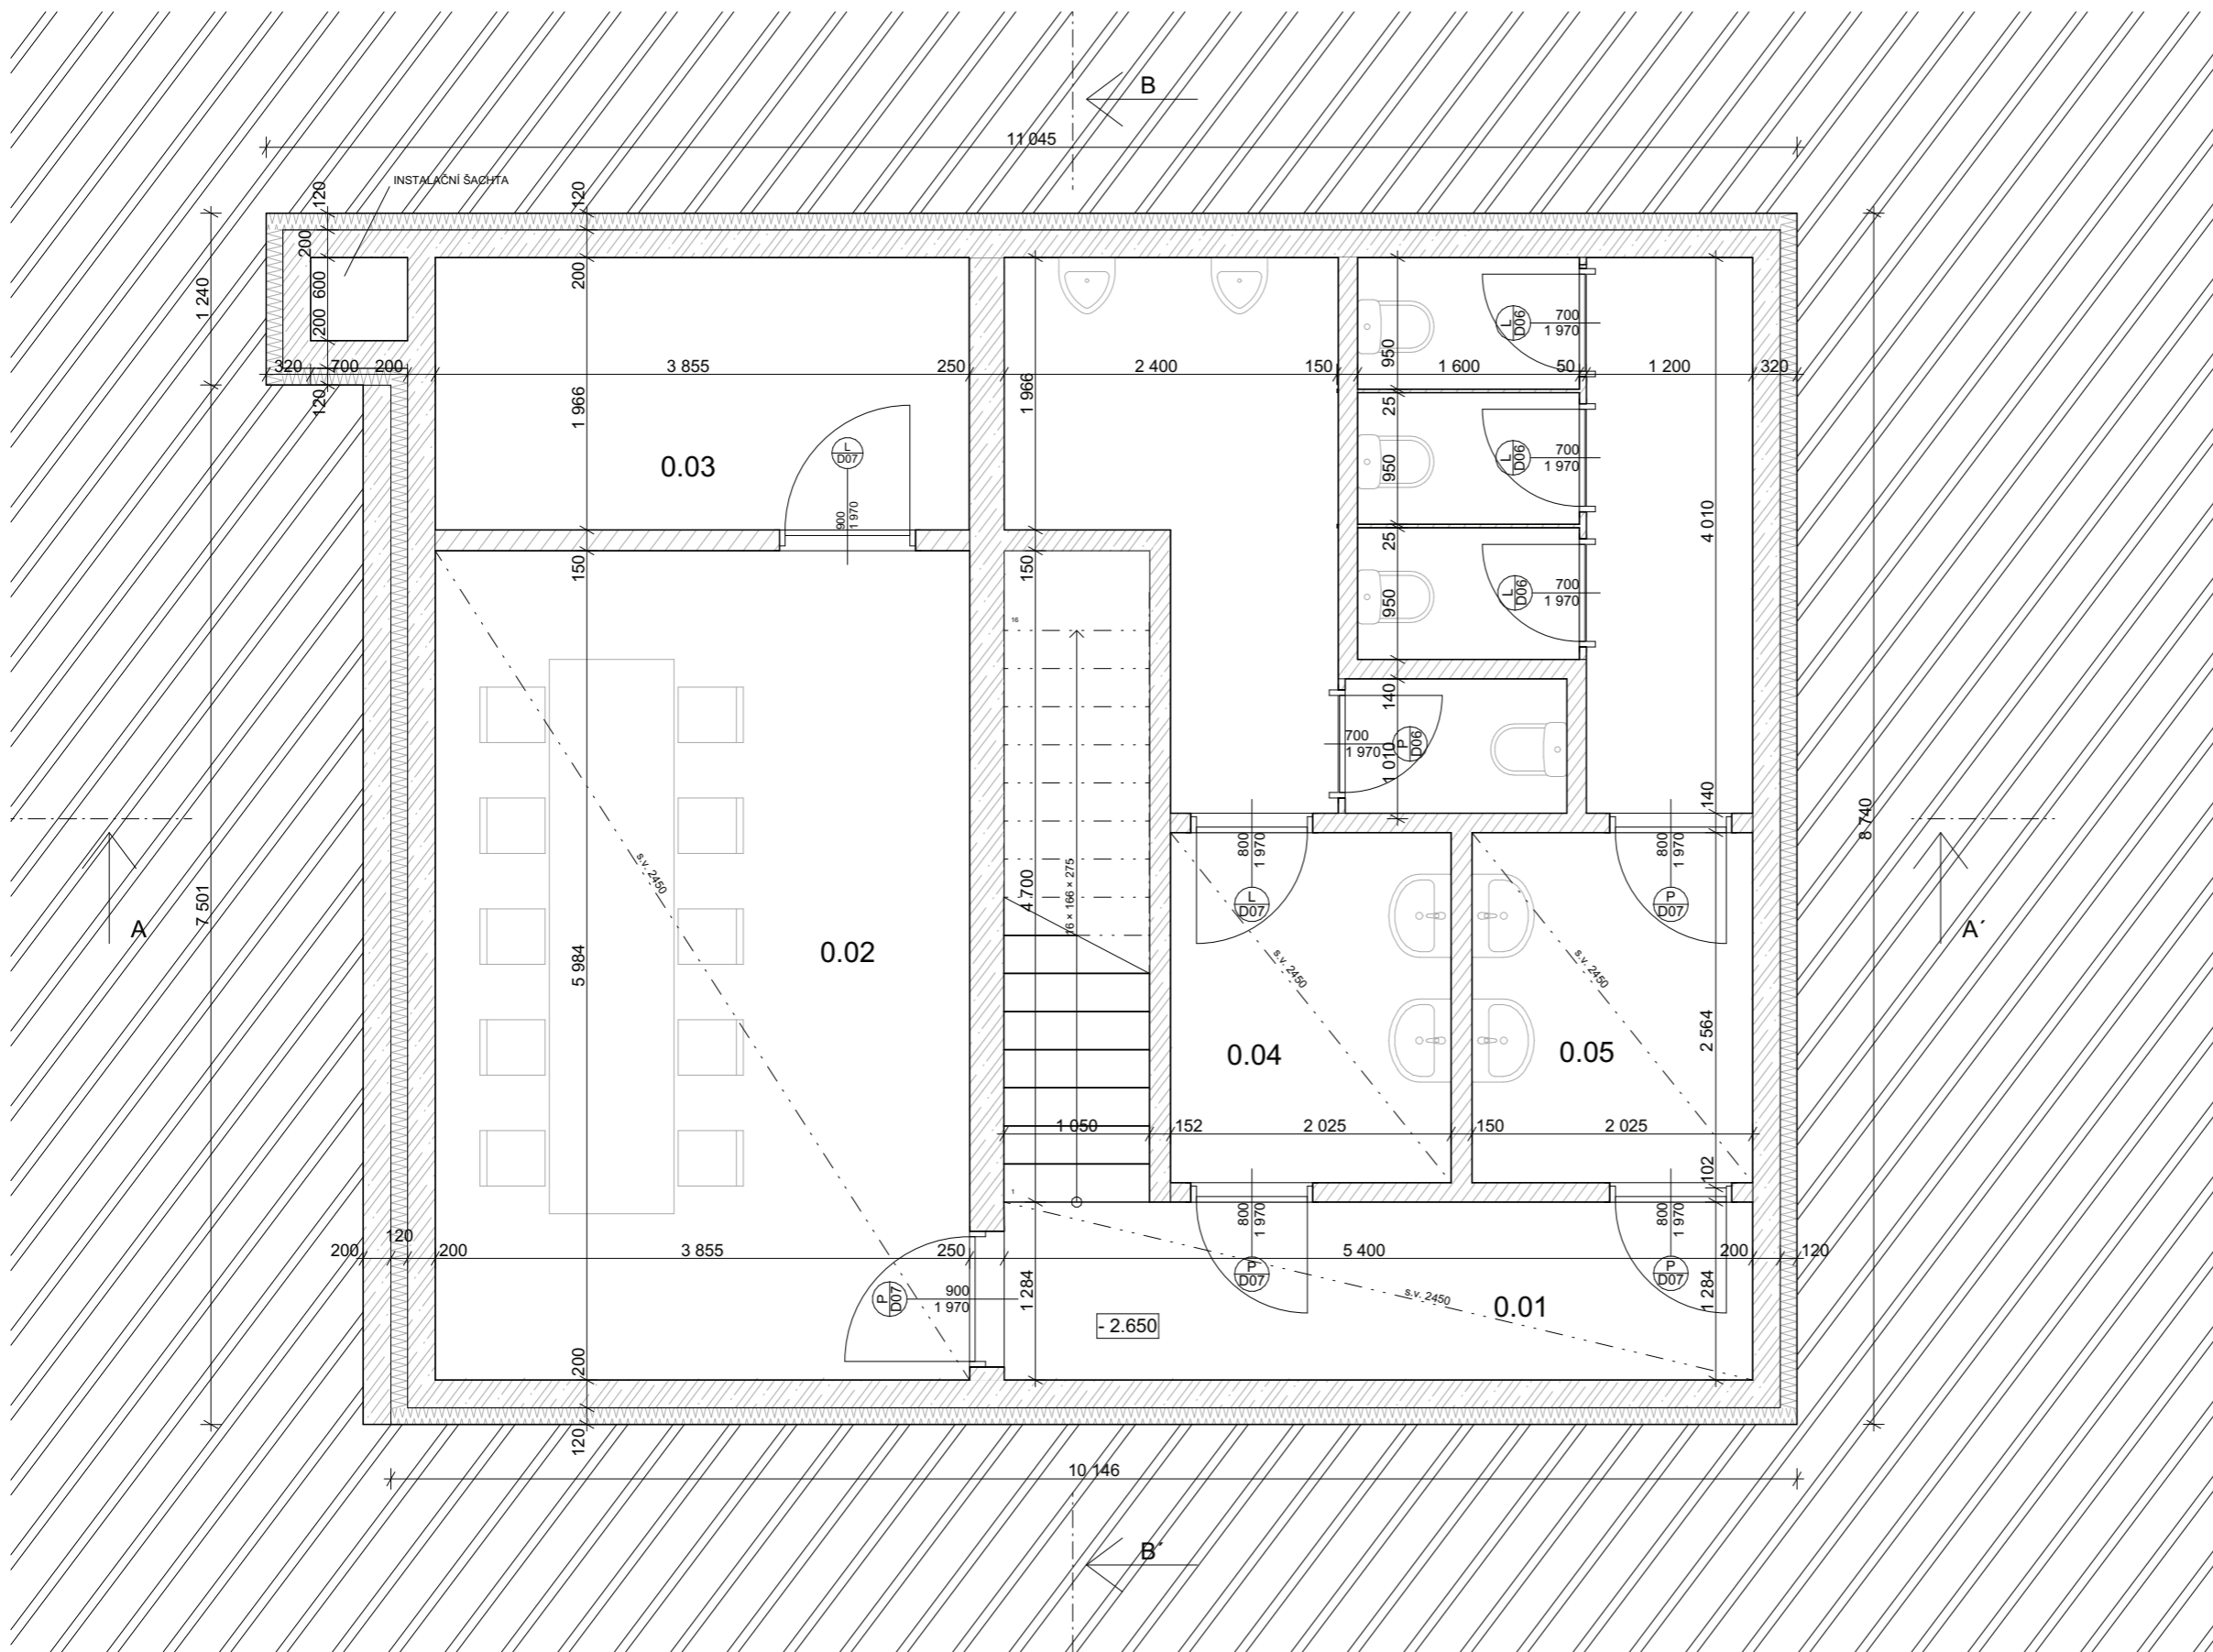 B
11 045
INSTALAČNÍ ŠACHTA
120
120
200
600
200
200
1 240
320
700
200
3 855
250
2 400
150
1 600
50
1 200
320
120
1 966
1 966
950
25
950
25
950
140
1 010
L
D06
700
1 970
L
D06
700
1 970
L
D06
700
1 970
4 010
0.03
L
D07
900
1 970
150
150
16
700
1 970
P
D06
140
8 740
800
1 970
800
1 970
L
D07
P
D07
s.v. 2450
16 × 166 × 275
4 700
7 501
A
A´
5 984
0.02
s.v. 2450
s.v. 2450
0.04
0.05
2 564
1 050
152
2 025
150
2 025
102
1
800
1 970
800
1 970
200
120
200
3 855
250
5 400
200
120
P
D07
P
D07
P
D07
900
1 970
1 284
1 284
s.v. 2450
0.01
- 2.650
200
120
10 146
B´